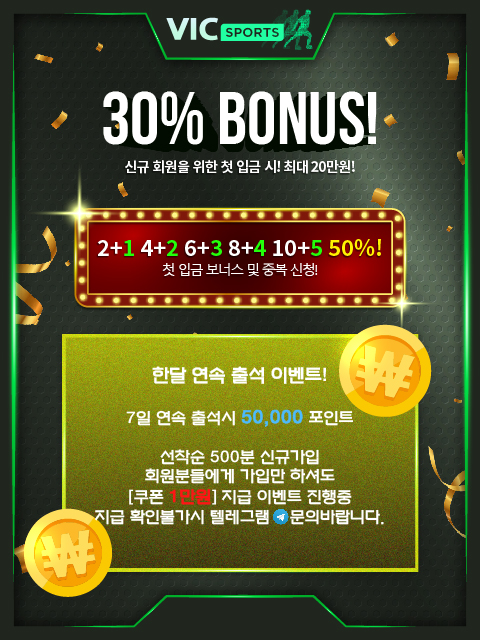 VIC SPORTS
30% BONUS!
신규 회원을 위한 첫 입금 시! 최대 20만원!
2+1 4+2 6+3 8+4 10+5 50%!
첫 입금 보너스 및 중복 신청!
한달 연속 출석 이벤트!
7일 연속 출석시 50,000 포인트
선착순 500분 신규가입
회원분들에게 가입만 하셔도
[쿠폰 1만원] 지급 이벤트 진행중
지급 확인불가시 텔레그램 문의바랍니다.